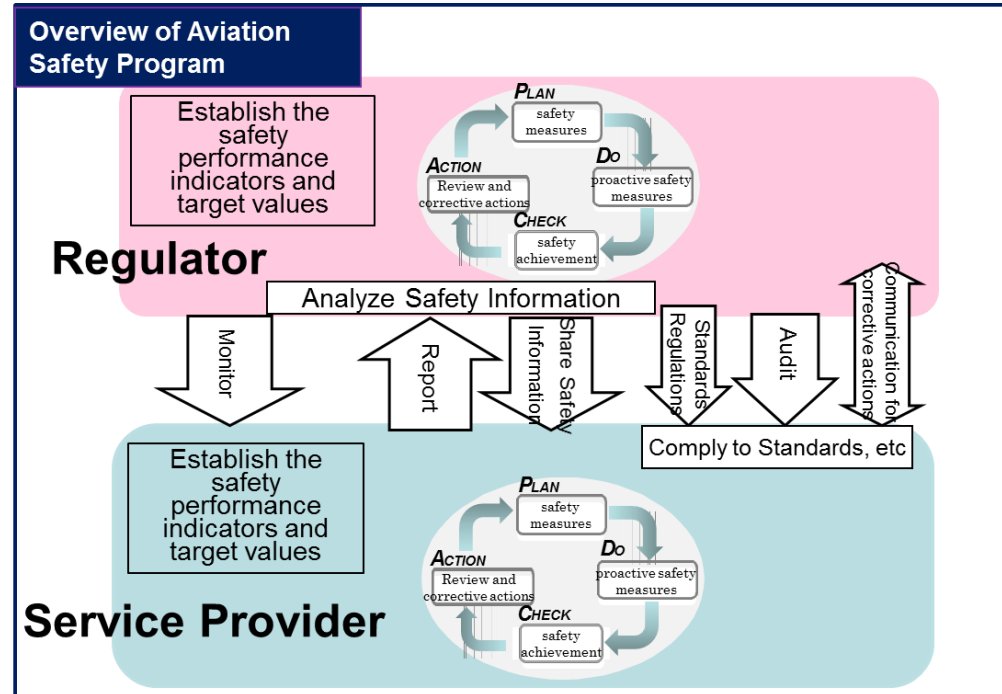 Overview of Aviation
Safety Program
Establish the
safety
performance
indicators and
target values
PLAN
safety
measures
DO
proactive safety
measures
CHECK
safety
achievement
ACTION
Review and
corrective actions
Regulator
Analyze Safety Information
Monitor
Report
Share Safety
Information
Standards
Regulations
Audit
Communication for
corrective actions
Comply to Standards, etc
Establish the
safety
performance
indicators and
target values
PLAN
safety
measures
DO
proactive safety
measures
CHECK
safety
achievement
ACTION
Review and
corrective actions
Service Provider